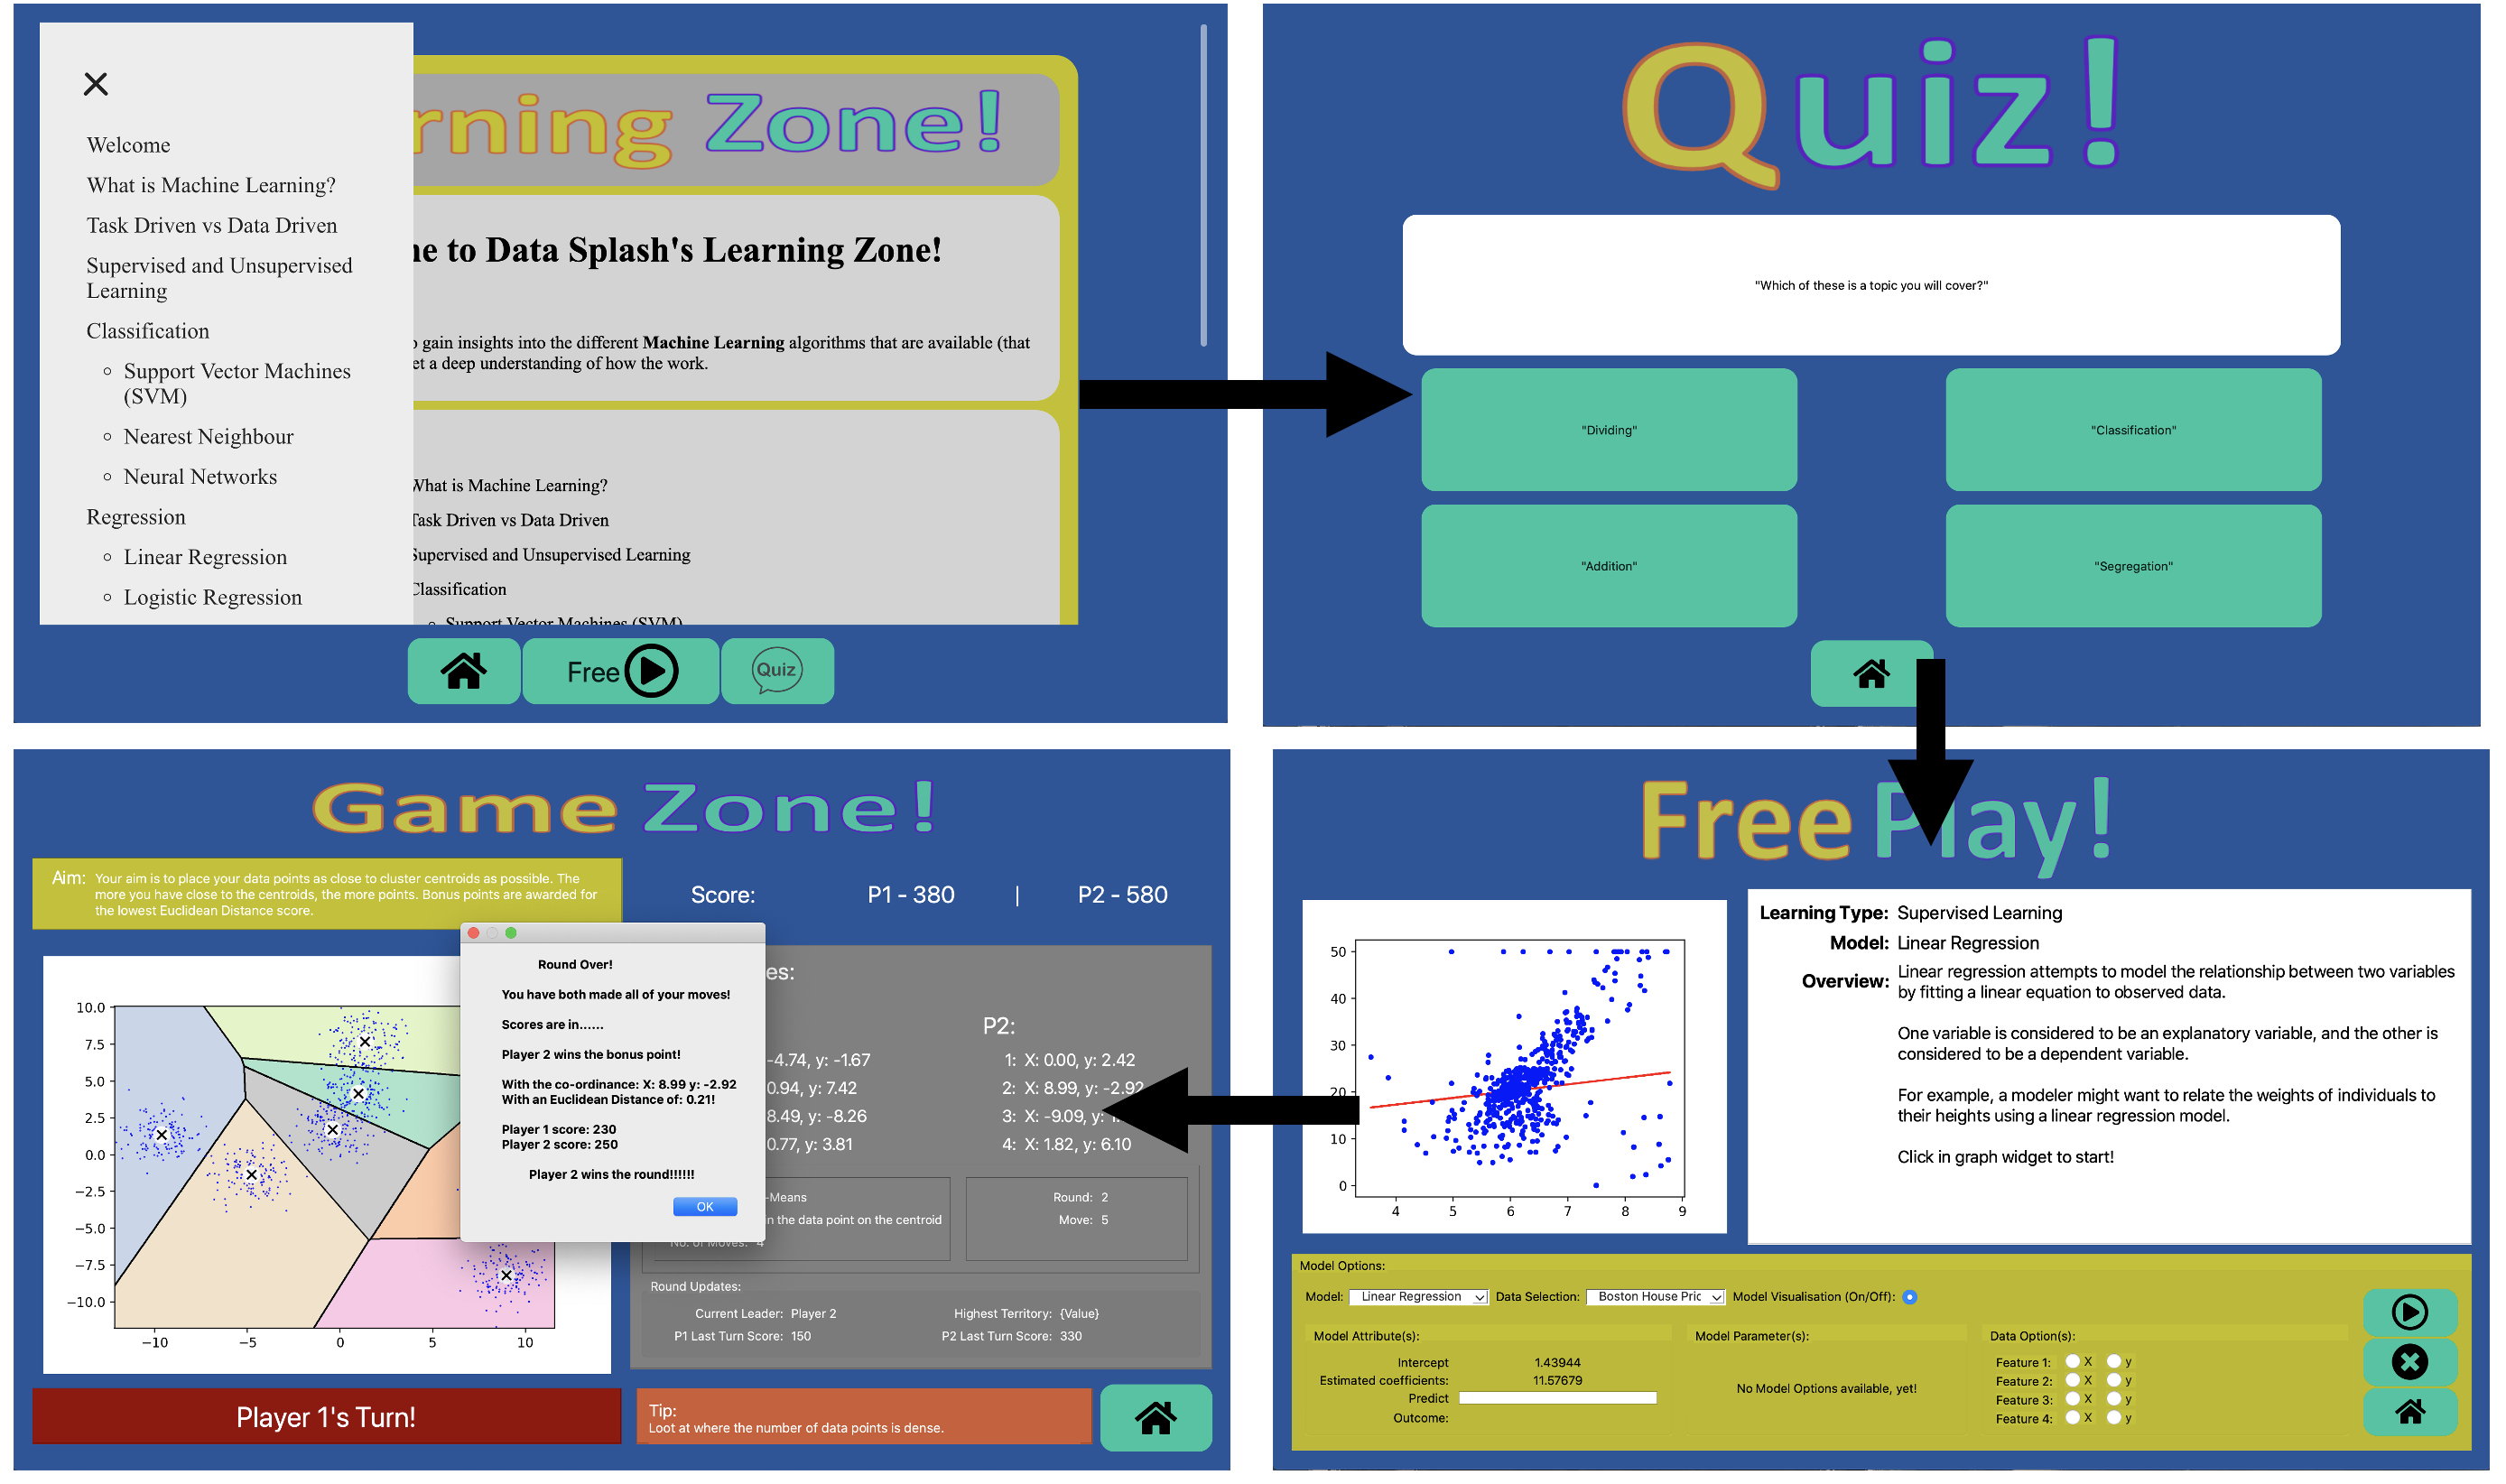 Welcome
What is Machine Learning?
Task Driven vs Data Driven
Supervised and Unsupervised
Learning
Classification
Support Vector Machines
(SVM)
Nearest Neighbour
Neural Networks
Regression
Linear Regression
Logistic Regression
rning Zone!
ne to Data Splash's Learning Zone!
o gain insights into the different Machine Learning algorithms that are available (that
et a deep understanding of how the work.
What is Machine Learning?
Task Driven vs Data Driven
Supervised and Unsupervised Learning
Classification
Support Vector Machines (SVM)
Free
Quiz
Quiz!
"Which of these is a topic you will cover?"
"Dividing"
"Classification"
"Addition"
"Segregation"
Game Zone!
Aim: Your aim is to place your data points as close to cluster centroids as possible. The
more you have close to the centroids, the more points. Bonus points are awarded for
the lowest Euclidean Distance score.
Score: P1 - 380 | P2 - 580
10.0
7.5
5.0
2.5
0.0
−2.5
−5.0
−7.5
−10.0
−10 −5 0 5 10
Round Over!
You have both made all of your moves!
Scores are in......
Player 2 wins the bonus point!
With the co-ordinance: X: 8.99 y: -2.92
With an Euclidean Distance of: 0.21!
Player 1 score: 230
Player 2 score: 250
Player 2 wins the round!!!!!!
OK
es:
P2:
-4.74, y: -1.67
0.94, y: 7.42
8.49, y: -8.26
0.77, y: 3.81
1: X: 0.00, y: 2.42
2: X: 8.99, y: -2.92
3: X: -9.09, y:
4: X: 1.82, y: 6.10
-Means
in the data point on the centroid
No. of Moves: 4
Round: 2
Move: 5
Round Updates:
Current Leader: Player 2 Highest Territory: {Value}
P1 Last Turn Score: 150 P2 Last Turn Score: 330
Player 1's Turn!
Tip:
Loot at where the number of data points is dense.
Free Play!
50
40
30
20
10
0
4 5 6 7 8 9
Learning Type: Supervised Learning
Model: Linear Regression
Overview: Linear regression attempts to model the relationship between two variables
by fitting a linear equation to observed data.
One variable is considered to be an explanatory variable, and the other is
considered to be a dependent variable.
For example, a modeler might want to relate the weights of individuals to
their heights using a linear regression model.
Click in graph widget to start!
Model Options:
Model: Linear Regression Data Selection: Boston House Pric Model Visualisation (On/Off):
Model Attribute(s):
Intercept 1.43944
Estimated coefficients: 11.57679
Predict
Outcome:
Model Parameter(s):
No Model Options available, yet!
Data Option(s):
Feature 1: X y
Feature 2: X y
Feature 3: X y
Feature 4: X y